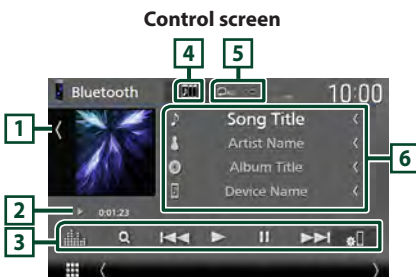 Control screen
4 5
Bluetooth
10:00
1
Song Title
Artist Name
6
Album Title
Device Name
2
0:01:23
3